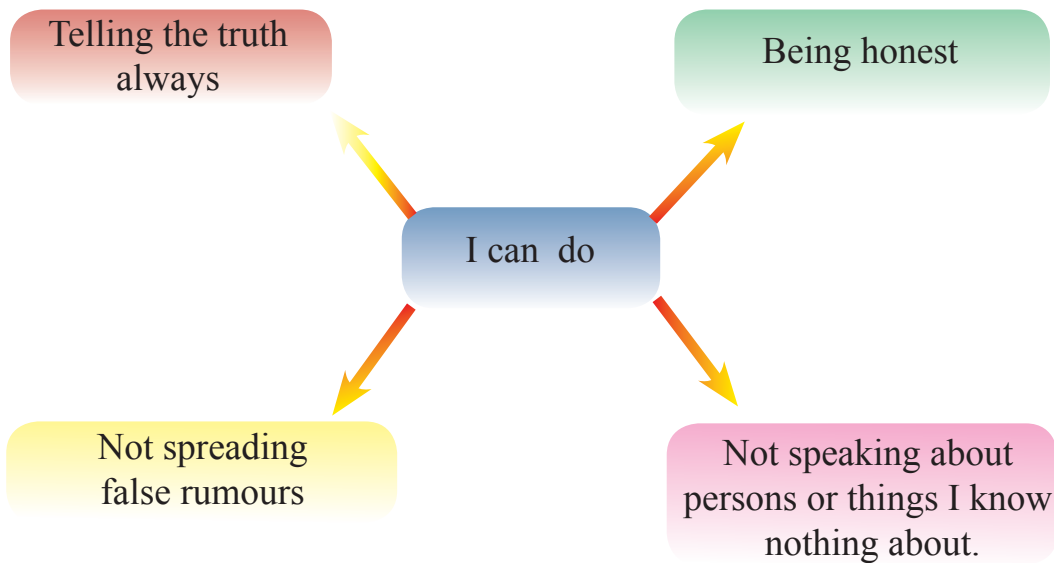 Telling the truth
always
Being honest
I can  do
Not spreading
false rumours
Not speaking about
persons or things I know
nothing about.